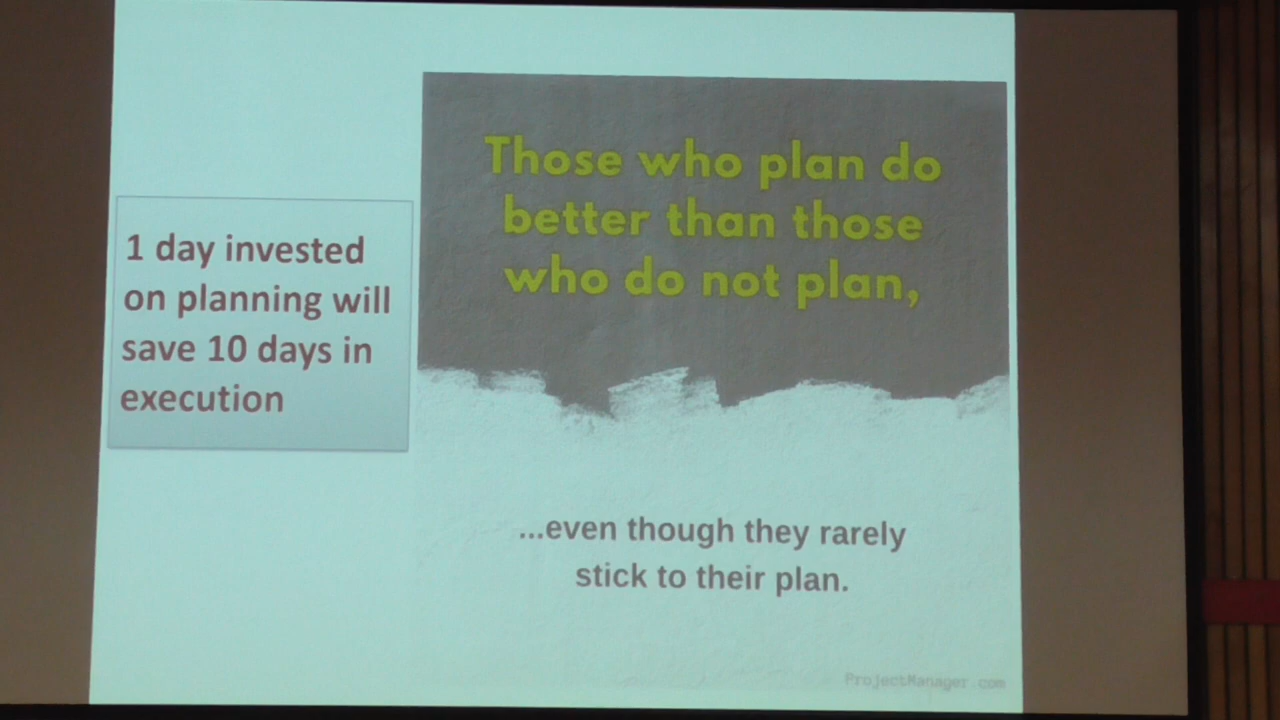 1 day invested
on planning will
save 10 days in
execution
Those who plan do
better than those
who do not plan,
...even though they rarely
stick to their plan.
ProjectManager.com